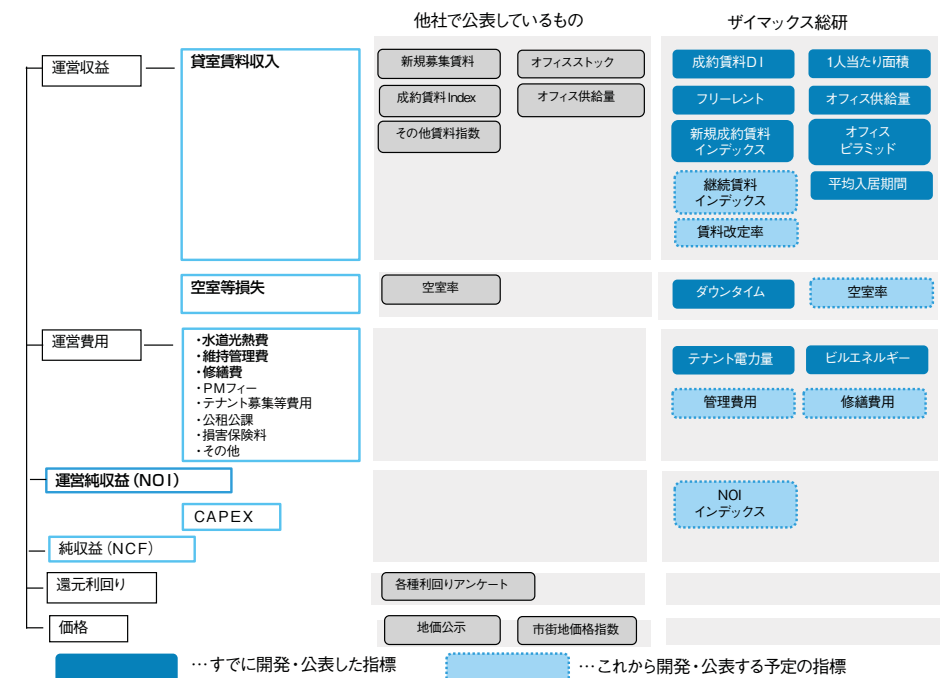 他社で公表しているもの
ザイマックス総研
運営収益
貸室賃料収入
新規募集賃料
オフィスストック
成約賃料DI
1人当たり面積
成約賃料Index
オフィス供給量
フリーレント
オフィス供給量
その他賃料指数
新規成約賃料
インデックス
オフィス
ピラミッド
継続賃料
インデックス
平均入居期間
賃料改定率
空室等損失
空室率
ダウンタイム
空室率
運営費用
・水道光熱費
・維持管理費
・修繕費
・PMフィー
・テナント募集等費用
・公租公課
・損害保険料
・その他
テナント電力量
ビルエネルギー
管理費用
修繕費用
運営純収益(NOI)
NOI
インデックス
CAPEX
純収益(NCF)
還元利回り
各種利回りアンケート
価格
地価公示
市街地価格指数
…すでに開発・公表した指標
…これから開発・公表する予定の指標